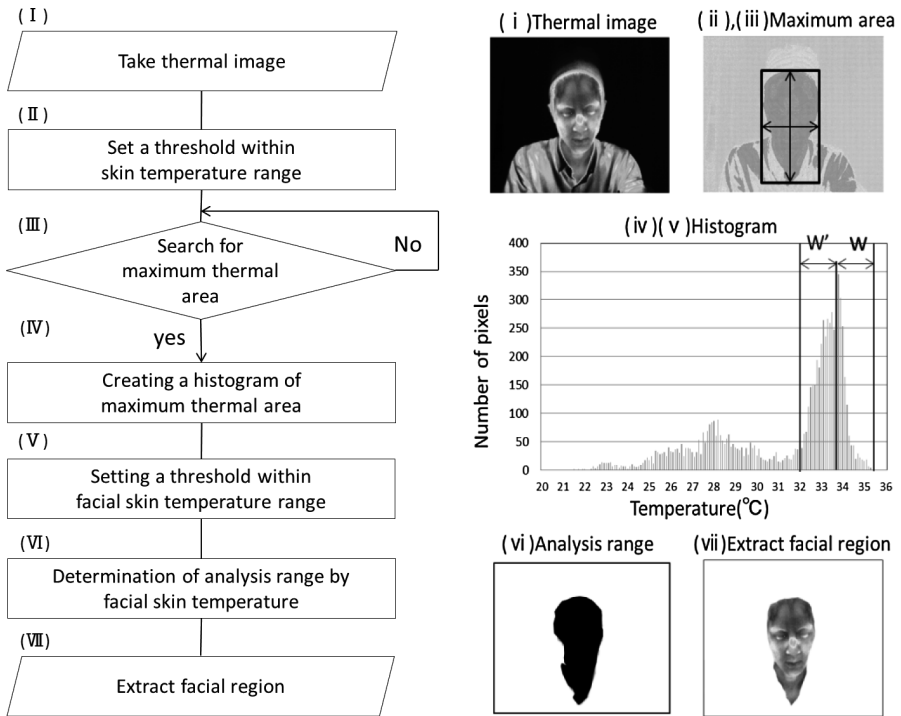 (Ⅰ)
Take thermal image
(Ⅱ)
Set a threshold within
skin temperature range
(Ⅲ)
Search for
maximum thermal
area
No
(Ⅳ)
yes
Creating a histogram of
maximum thermal area
(Ⅴ)
Setting a threshold within
facial skin temperature range
(Ⅵ)
Determination of analysis range by
facial skin temperature
(Ⅶ)
Extract facial region
(ⅰ)Thermal image
(ⅱ),(ⅲ)Maximum area
(ⅳ)(ⅴ)Histogram
W' W
Number of pixels
400
350
300
250
200
150
100
50
0
20 21 22 23 24 25 26 27 28 29 30 31 32 33 34 35 36
Temperature(℃)
(ⅵ)Analysis range
(ⅶ)Extract facial region